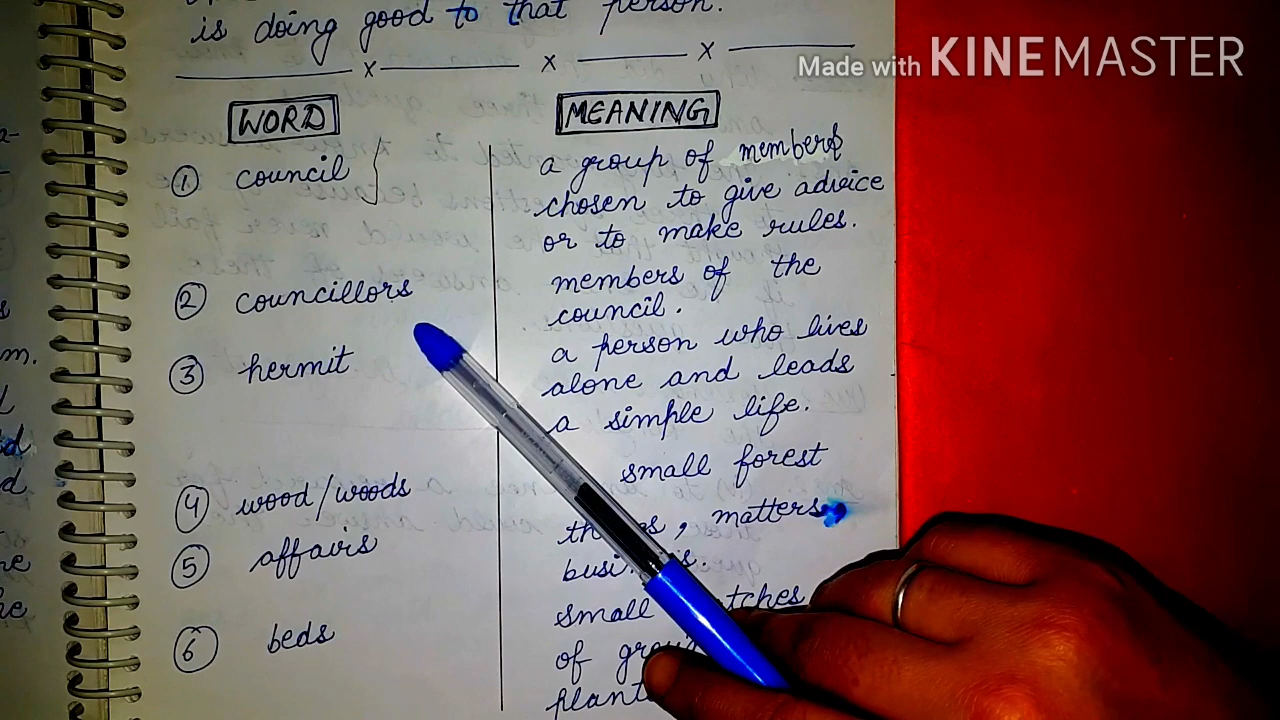 is doing good to that person.
Made with KINEMASTER
WORD MEANING
① council a group of members
chosen to give advice
or to make rules.
② councillors members of the
council.
③ hermit a person who lives
alone and leads
a simple life.
④ wood/woods small forest
⑤ affairs , matters
⑥ beds small
of